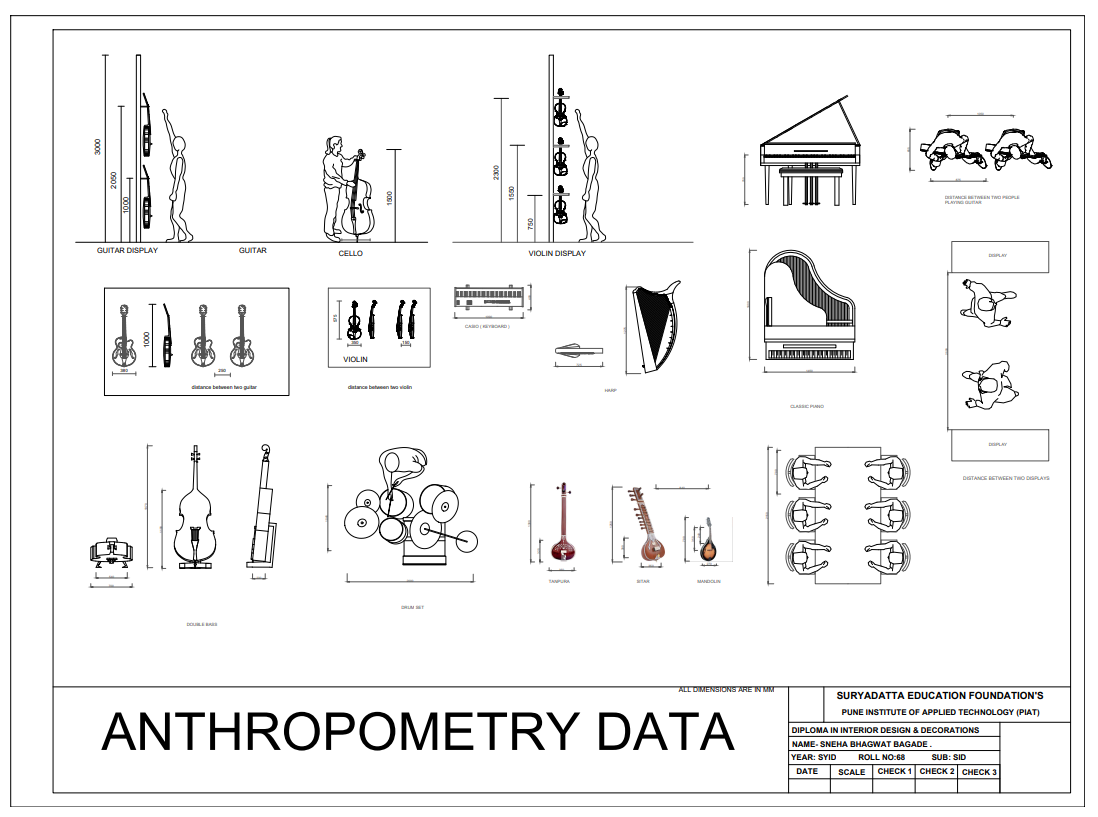 3000
2050
1000
GUITAR DISPLAY
GUITAR
1500
CELLO
2300
1550
750
VIOLIN DISPLAY
DISTANCE BETWEEN TWO PEOPLE
PLAYING GUITAR
1000
380
250
distance between two guitar
575
VIOLIN
distance between two violin
CASIO ( KEYBOARD )
HARP
CLASSIC PIANO
DISPLAY
DISPLAY
DISTANCE BETWEEN TWO DISPLAYS
DOUBLE BASS
DRUM SET
TANPURA
SITAR
MANDOLIN
ALL DIMENSIONS ARE IN MM
ANTHROPOMETRY DATA
SURYADATTA EDUCATION FOUNDATION'S
PUNE INSTITUTE OF APPLIED TECHNOLOGY (PIAT)
DIPLOMA IN INTERIOR DESIGN & DECORATIONS
NAME- SNEHA BHAGWAT BAGADE .
YEAR: SYID ROLL NO:68 SUB: SID
DATE SCALE CHECK 1 CHECK 2 CHECK 3